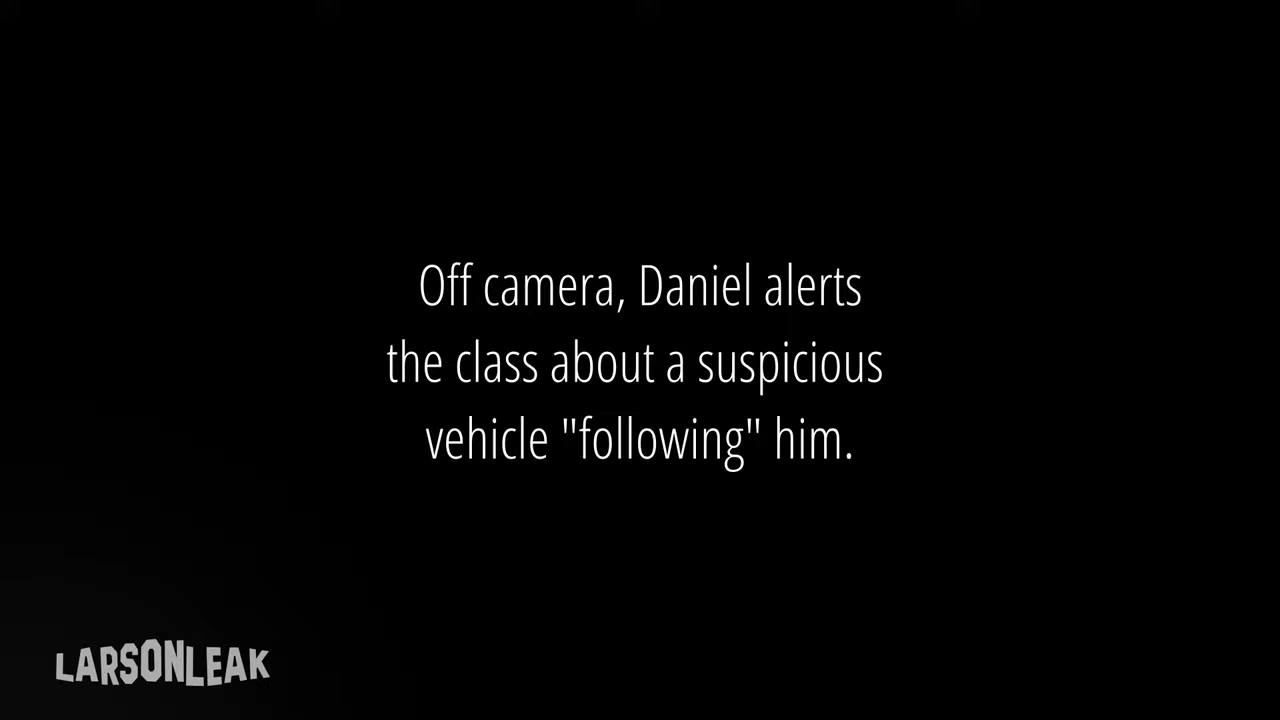 Off camera, Daniel alerts
the class about a suspicious
vehicle "following" him.
LARSONLEAK